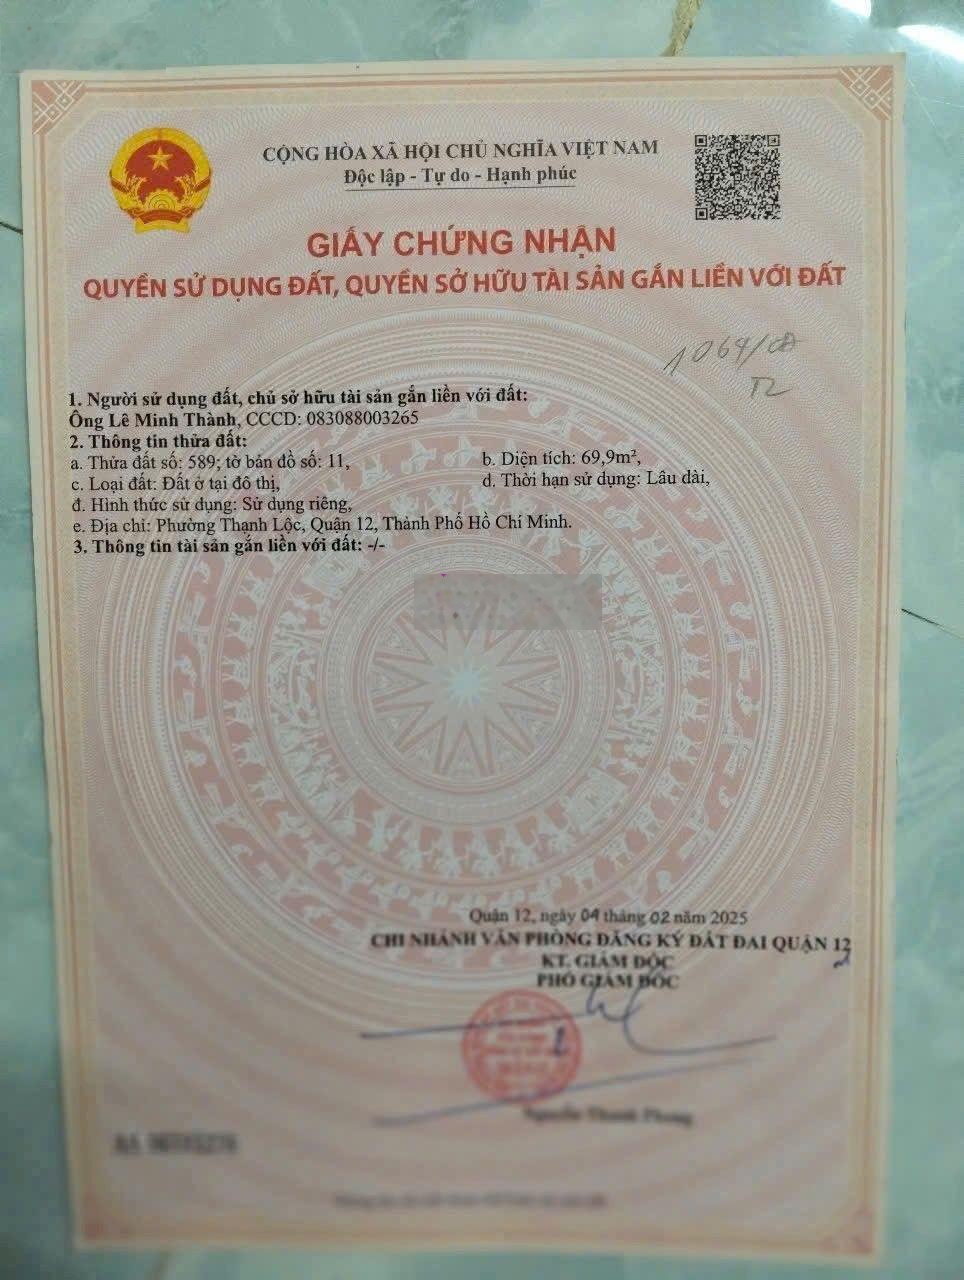 CỘNG HÒA XÃ HỘI CHỦ NGHĨA VIỆT NAM
Độc lập - Tự do - Hạnh phúc
GIẤY CHỨNG NHẬN
QUYỀN SỬ DỤNG ĐẤT, QUYỀN SỞ HỮU TÀI SẢN GẮN LIỀN VỚI ĐẤT
1. Người sử dụng đất, chủ sở hữu tài sản gắn liền với đất:
Ông Lê Minh Thành, CCCD: 083088003265
2. Thông tin thửa đất:
a. Thửa đất số: 589; tờ bản đồ số: 11, b. Diện tích: 69,9m²,
c. Loại đất: Đất ở tại đô thị, d. Thời hạn sử dụng: Lâu dài,
đ. Hình thức sử dụng: Sử dụng riêng,
e. Địa chỉ: Phường Thạnh Lộc, Quận 12, Thành Phố Hồ Chí Minh.
3. Thông tin tài sản gắn liền với đất: -/-
Quận 12, ngày 04 tháng 02 năm 2025
CHI NHÁNH VĂN PHÒNG ĐĂNG KÝ ĐẤT ĐAI QUẬN 12
KT. GIÁM ĐỐC
PHÓ GIÁM ĐỐC